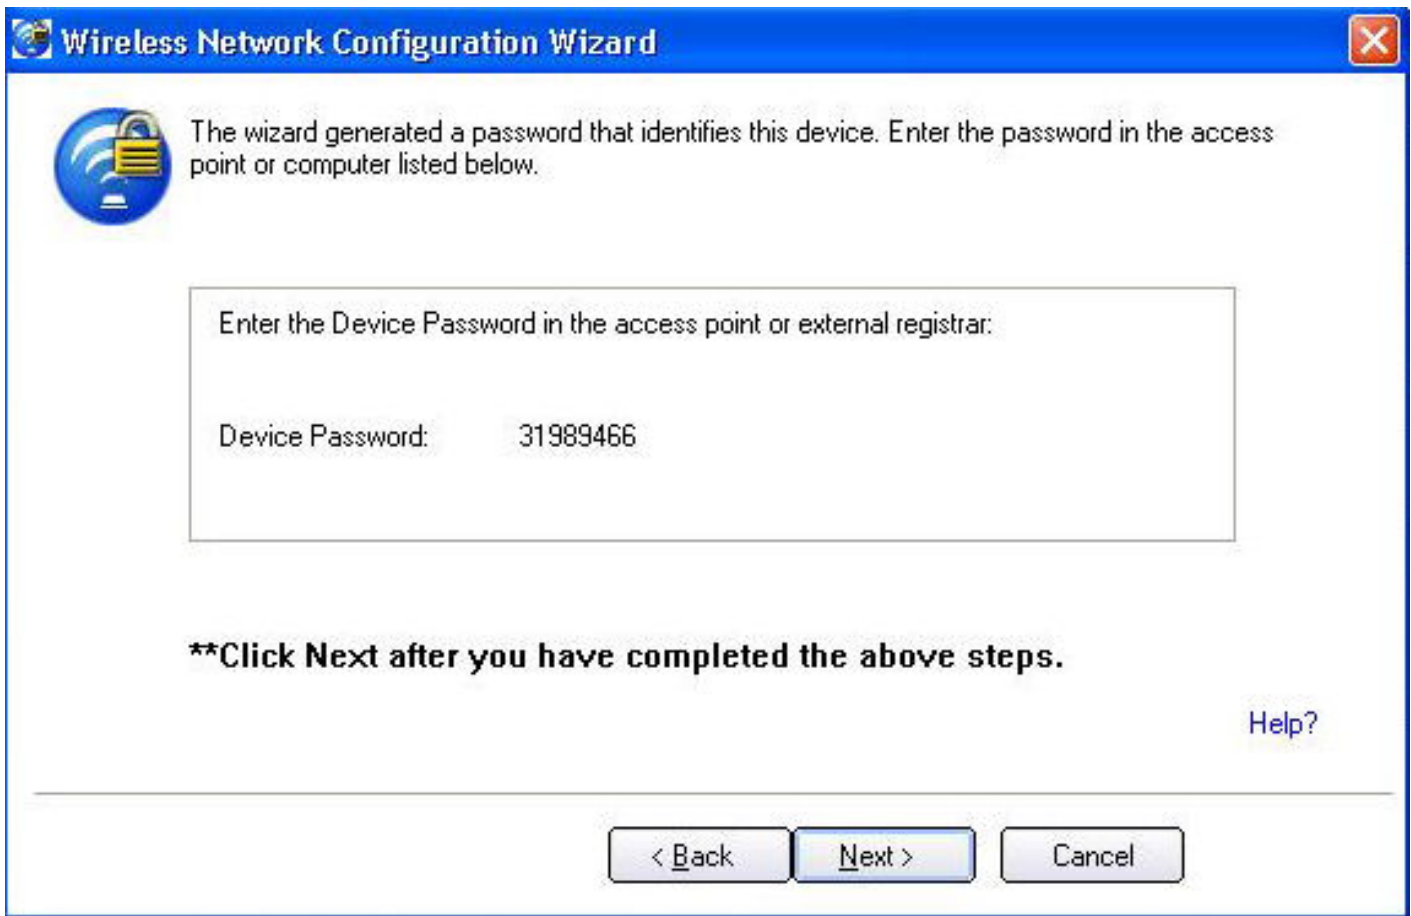 Wireless Network Configuration Wizard
The wizard generated a password that identifies this device. Enter the password in the access
point or computer listed below.
Enter the Device Password in the access point or external registrar:
Device Password: 31989466
**Click Next after you have completed the above steps.
Help?
< Back Next > Cancel